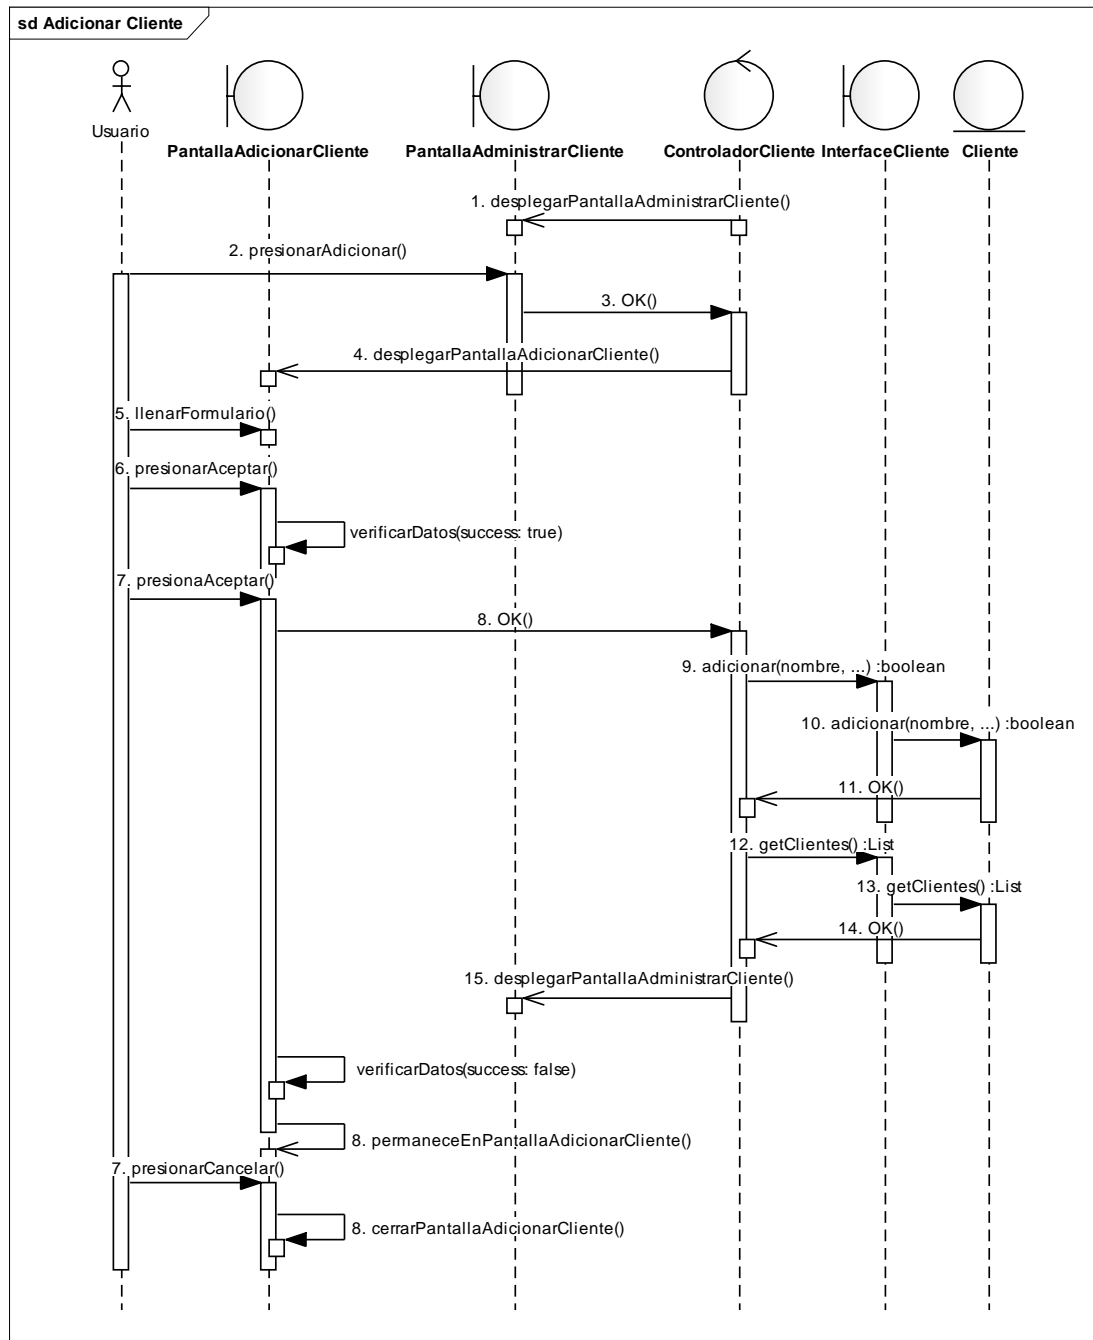 sd Adicionar Cliente
Usuario
PantallaAdicionarCliente
PantallaAdministrarCliente
ControladorCliente
InterfaceCliente
Cliente
1. desplegarPantallaAdministrarCliente()
2. presionarAdicionar()
3. OK()
4. desplegarPantallaAdicionarCliente()
5. llenarFormulario()
6. presionarAceptar()
verificarDatos(success: true)
7. presionaAceptar()
8. OK()
9. adicionar(nombre, ...) :boolean
10. adicionar(nombre, ...) :boolean
11. OK()
12. getClientes() :List
13. getClientes() :List
14. OK()
15. desplegarPantallaAdministrarCliente()
verificarDatos(success: false)
8. permaneceEnPantallaAdicionarCliente()
7. presionarCancelar()
8. cerrarPantallaAdicionarCliente()